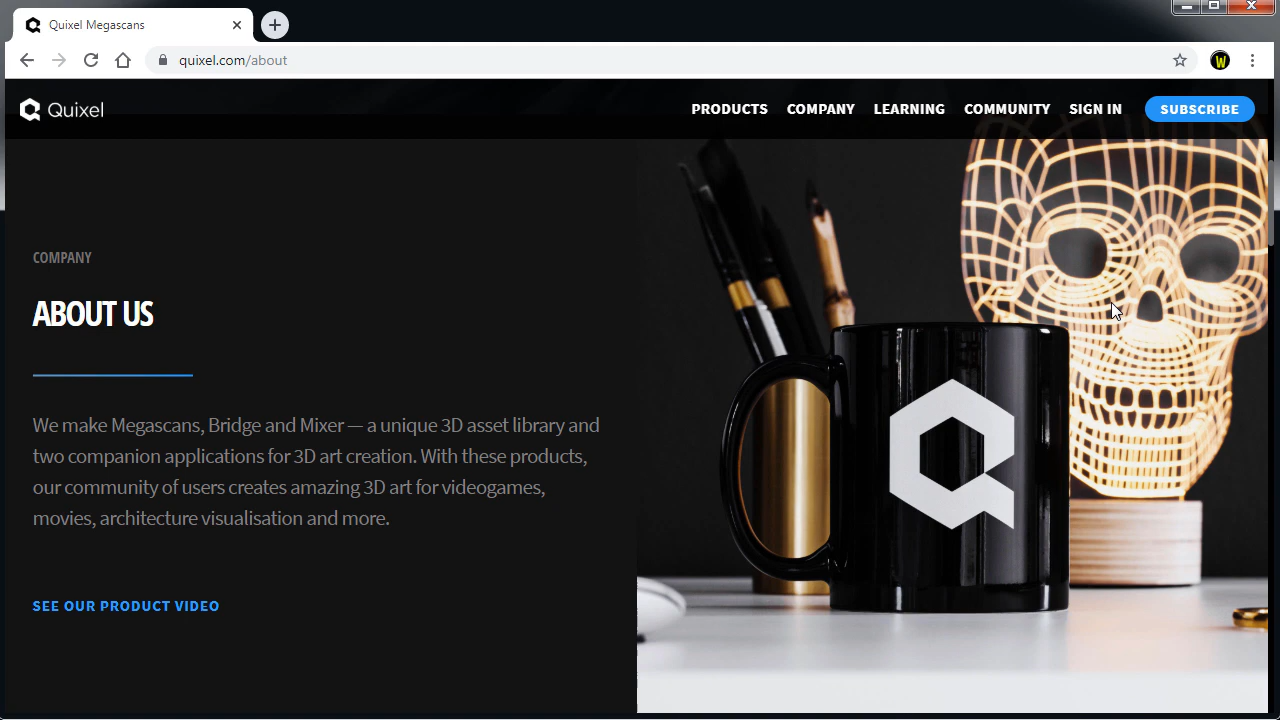 Quixel Megascans
quixel.com/about
W
Quixel
PRODUCTS COMPANY LEARNING COMMUNITY SIGN IN SUBSCRIBE
COMPANY
ABOUT US
We make Megascans, Bridge and Mixer — a unique 3D asset library and
two companion applications for 3D art creation. With these products,
our community of users creates amazing 3D art for videogames,
movies, architecture visualisation and more.
SEE OUR PRODUCT VIDEO